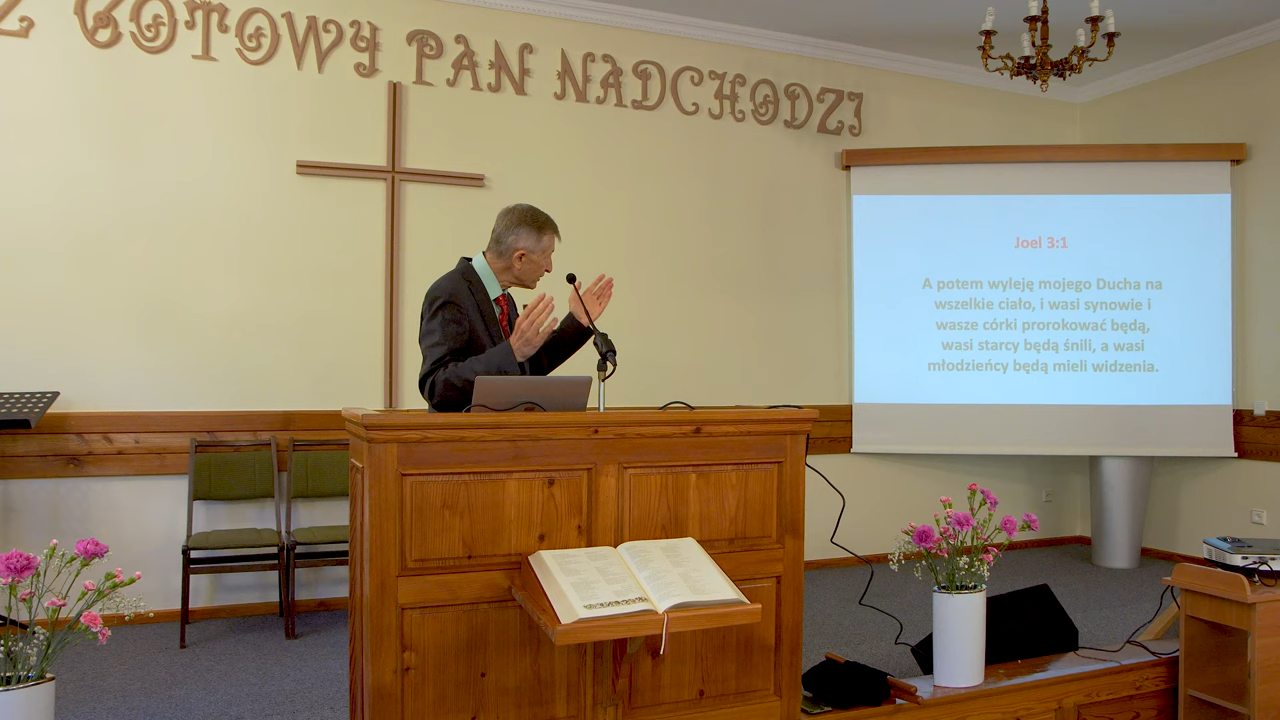 Z GOTOWY PAN NADCHODZI
Joel 3:1
A potem wyleję mojego Ducha na
wszelkie ciało, i wasi synowie i
wasze córki prorokować będą,
wasi starcy będą śnili, a wasi
młodzieńcy będą mieli widzenia.